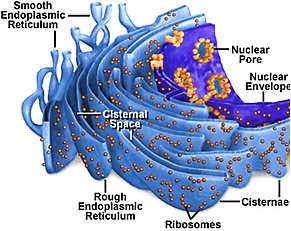 Smooth
Endoplasmic
Reticulum
Nuclear
Pore
Nuclear
Envelope
Cisternal
Space
Rough
Endoplasmic
Reticulum
Ribosomes
Cisternae